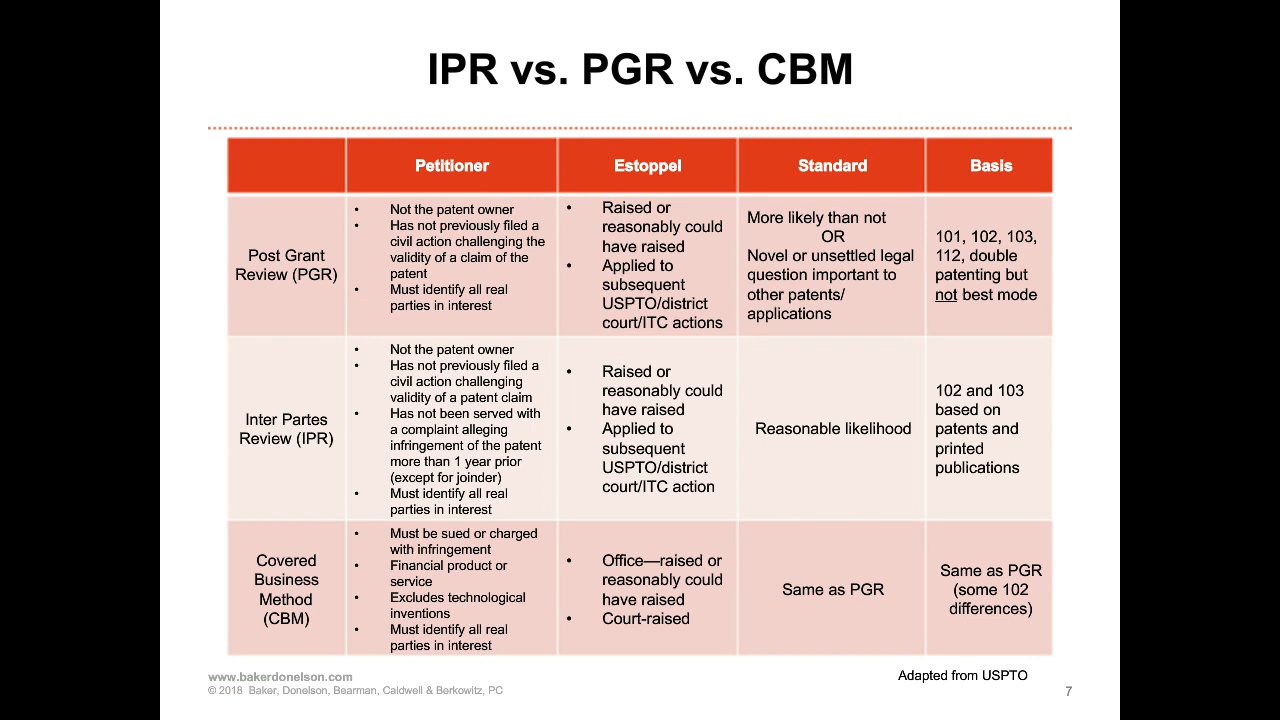 IPR vs. PGR vs. CBM
Petitioner
Estoppel
Standard
Basis
Post Grant
Review (PGR)
• Not the patent owner
• Has not previously filed a
civil action challenging the
validity of a claim of the
patent
• Must identify all real
parties in interest
• Raised or
reasonably could
have raised
• Applied to
subsequent
USPTO/district
court/ITC actions
More likely than not
OR
Novel or unsettled legal
question important to
other patents/
applications
101, 102, 103,
112, double
patenting but
not best mode
Inter Partes
Review (IPR)
• Not the patent owner
• Has not previously filed a
civil action challenging
validity of a patent claim
• Has not been served with
a complaint alleging
infringement of the patent
more than 1 year prior
(except for joinder)
• Must identify all real
parties in interest
• Raised or
reasonably could
have raised
• Applied to
subsequent
USPTO/district
court/ITC action
Reasonable likelihood
102 and 103
based on
patents and
printed
publications
Covered
Business
Method
(CBM)
• Must be sued or charged
with infringement
• Financial product or
service
• Excludes technological
inventions
• Must identify all real
parties in interest
• Office—raised or
reasonably could
have raised
• Court-raised
Same as PGR
Same as PGR
(some 102
differences)
Adapted from USPTO
www.bakerdonelson.com
© 2018 Baker, Donelson, Bearman, Caldwell & Berkowitz, PC
7